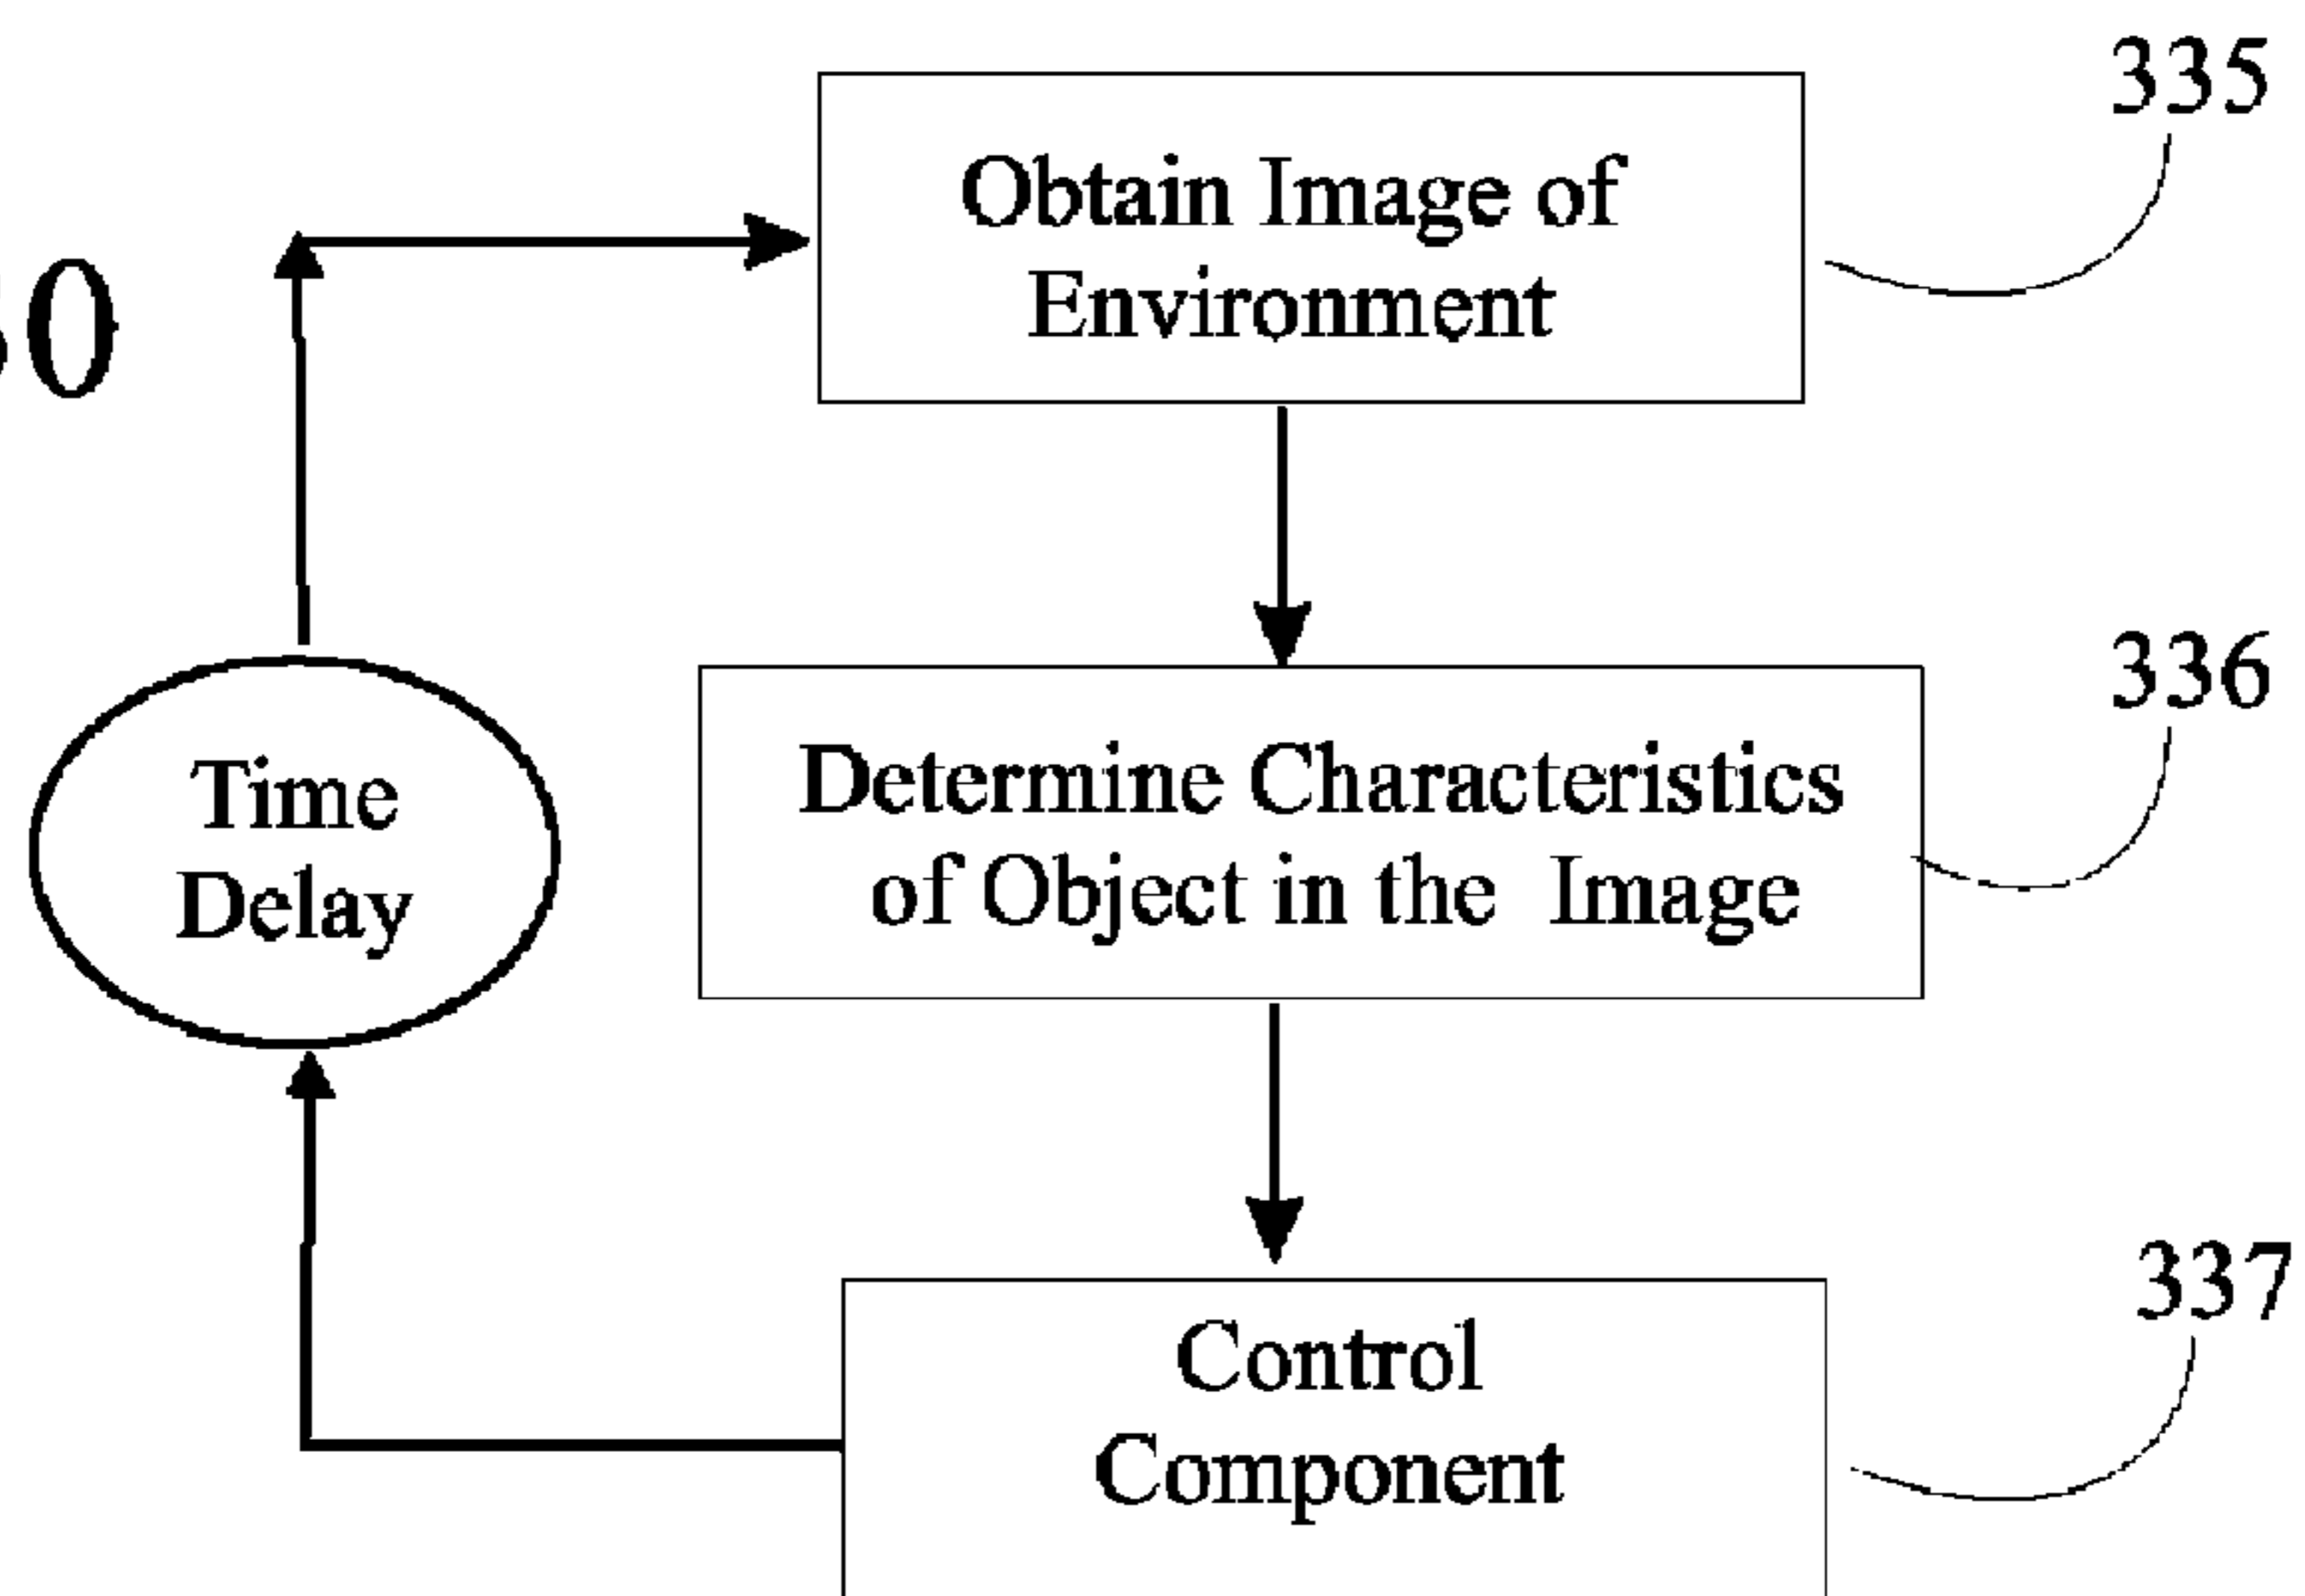 335
Obtain Image of
Environment
336
Determine Characteristics
of Object in the Image
Time
Delay
337
Control
Component